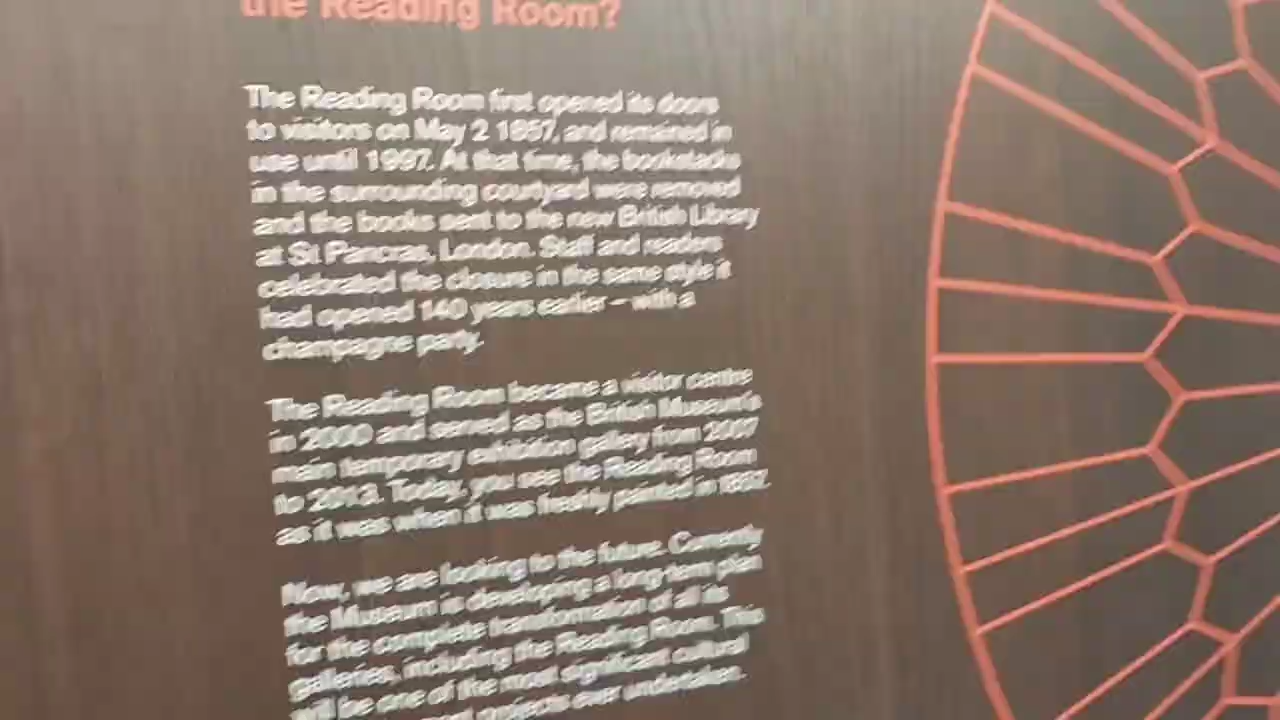 the Reading Room?
The Reading Room first opened its doors
to visitors on May 2 1857, and remained in
use until 1997. At that time, the bookstacks
in the surrounding courtyard were removed
and the books sent to the new British Library
at St Pancras, London. Staff and readers
celebrated the closure in the same style it
had opened 140 years earlier – with a
champagne party.
The Reading Room became a visitor centre
in 2000 and served as the British Museum's
main temporary exhibition gallery from 2007
to 2013. Today, you see the Reading Room
as it was when it was freshly painted in 1857.
Now, we are looking to the future. Currently
the Museum is developing a long-term plan
for the complete transformation of all its
galleries, including the Reading Room. This
will be one of the most significant cultural
projects ever undertaken.